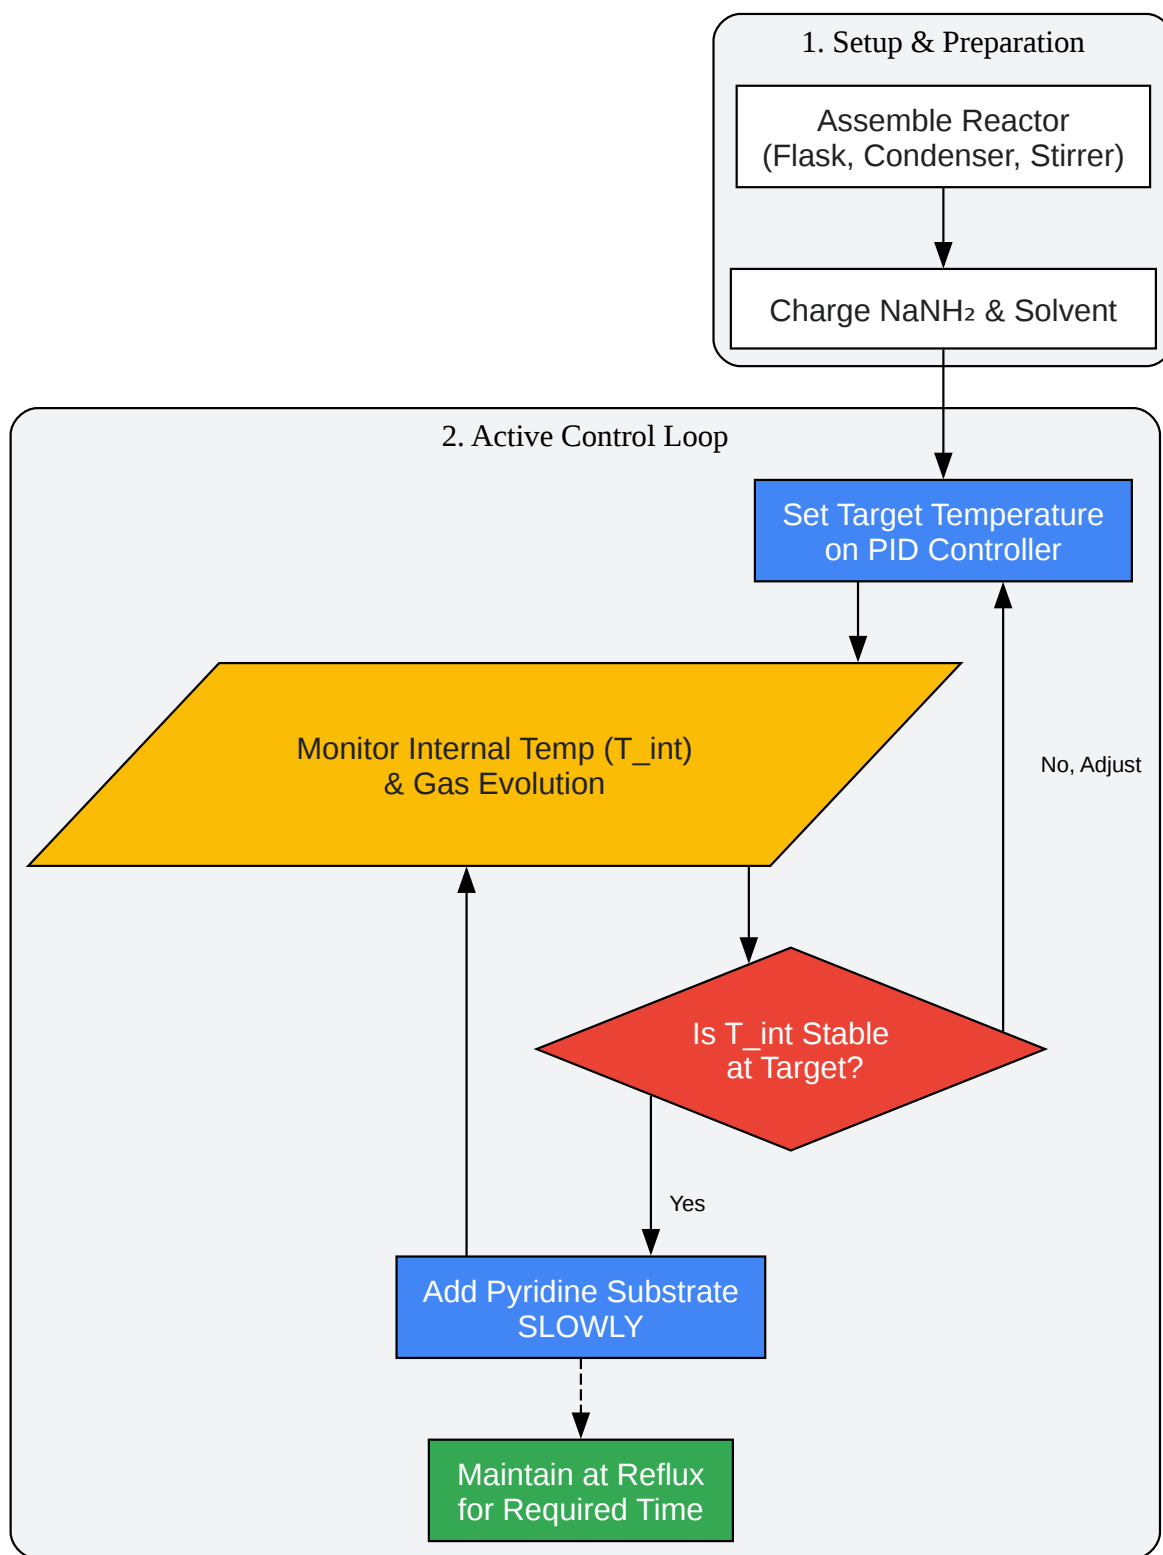 1. Setup & Preparation
Assemble Reactor
(Flask, Condenser, Stirrer)
Charge NaNH₂ & Solvent
2. Active Control Loop
Set Target Temperature
on PID Controller
Monitor Internal Temp (T_int)
& Gas Evolution
No, Adjust
Is T_int Stable
at Target?
Yes
Add Pyridine Substrate
SLOWLY
Maintain at Reflux
for Required Time